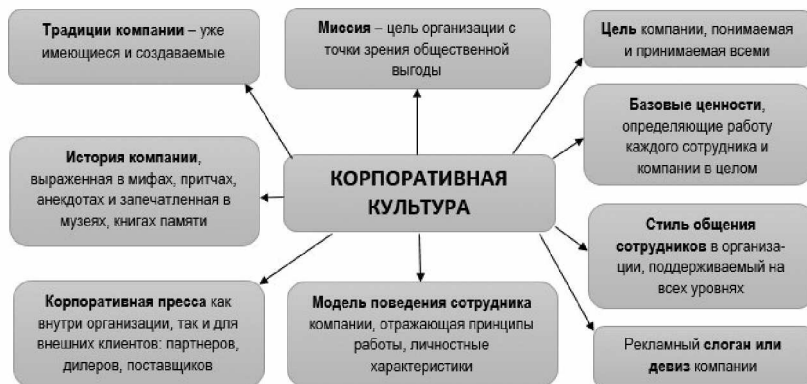 Традиции компании – уже
имеющиеся и создаваемые
Миссия – цель организации с
точки зрения общественной
выгоды
Цель компании, понимаемая
и принимаемая всеми
Базовые ценности,
определяющие работу
каждого сотрудника и
компании в целом
История компании,
выраженная в мифах, притчах,
анекдотах и запечатленная в
музеях, книгах памяти
КОРПОРАТИВНАЯ
КУЛЬТУРА
Стиль общения
сотрудников в организа-
ции, поддерживаемый на
всех уровнях
Корпоративная пресса как
внутри организации, так и для
внешних клиентов: партнеров,
дилеров, поставщиков
Модель поведения сотрудника
компании, отражающая принципы
работы, личностные
характеристики
Рекламный слоган или
девиз компании